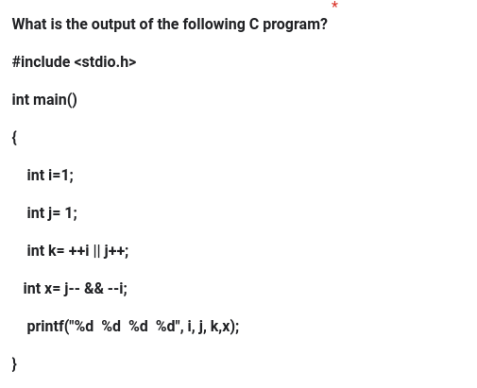 What is the output of the following C program? *
#include <stdio.h>
int main()
{
int i=1;
int j= 1;
int k= ++i || j++;
int x= j-- && --i;
printf("%d  %d  %d  %d", i, j, k,x);
}